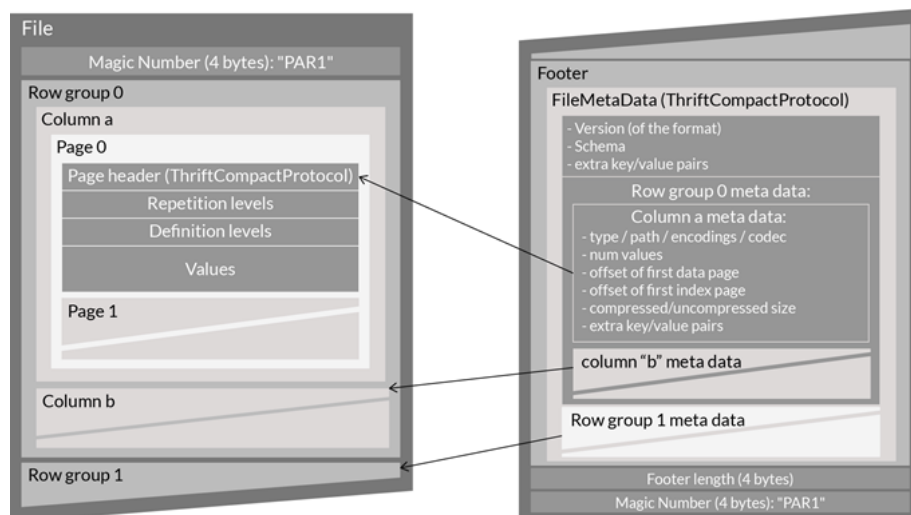 File
Magic Number (4 bytes): "PAR1"
Row group 0
Column a
Page 0
Page header (ThriftCompactProtocol)
Repetition levels
Definition levels
Values
Page 1
Column b
Row group 1
Footer
FileMetaData (ThriftCompactProtocol)
- Version (of the format)
- Schema
- extra key/value pairs
Row group 0 meta data:
Column a meta data:
- type / path / encodings / codec
- num values
- offset of first data page
- offset of first index page
- compressed/uncompressed size
- extra key/value pairs
column “b” meta data
Row group 1 meta data
Footer length (4 bytes)
Magic Number (4 bytes): "PAR1"